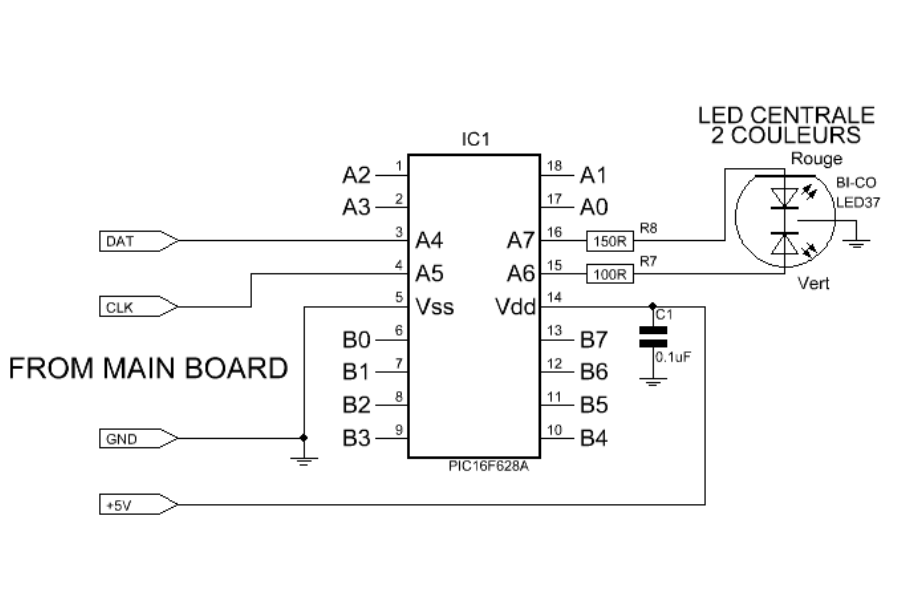 LED CENTRALE
2 COULEURS
Rouge
BI-CO
LED37
Vert
IC1
A2 1
A3 2
DAT 3 A4
CLK 4 A5
5 Vss
B0 6
B1 7
B2 8
B3 9
18 A1
17 A0
A7 16 150R R8
A6 15 100R R7
Vdd 14
C1
0.1uF
13 B7
12 B6
11 B5
10 B4
PIC16F628A
FROM MAIN BOARD
GND
+5V